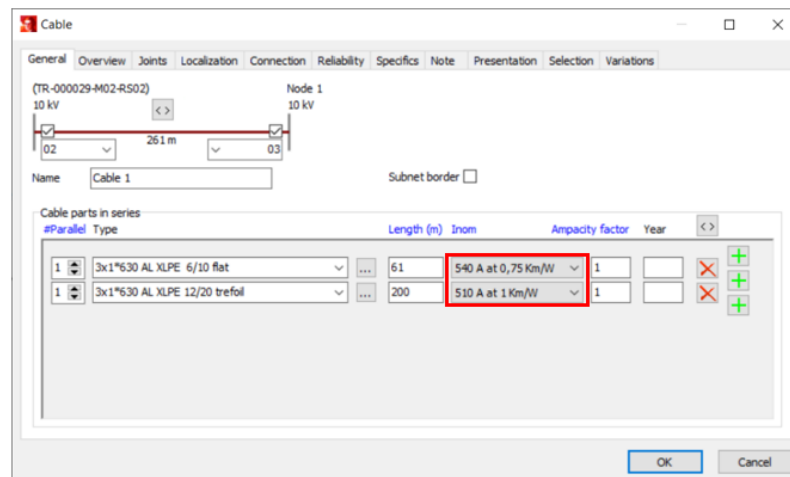 Cable
General Overview Joints Localization Connection Reliability Specifics Note Presentation Selection Variations
(TR-000029-M02-RS02) Node 1
10 kV <> 10 kV
02 261 m 03
Name Cable 1 Subnet border
Cable parts in series
#Parallel Type Length (m) Inom Ampacity factor Year <>
1 3x1*630 AL XLPE 6/10 flat ... 61 540 A at 0,75 Km/W 1
1 3x1*630 AL XLPE 12/20 trefoil ... 200 510 A at 1 Km/W 1
OK Cancel